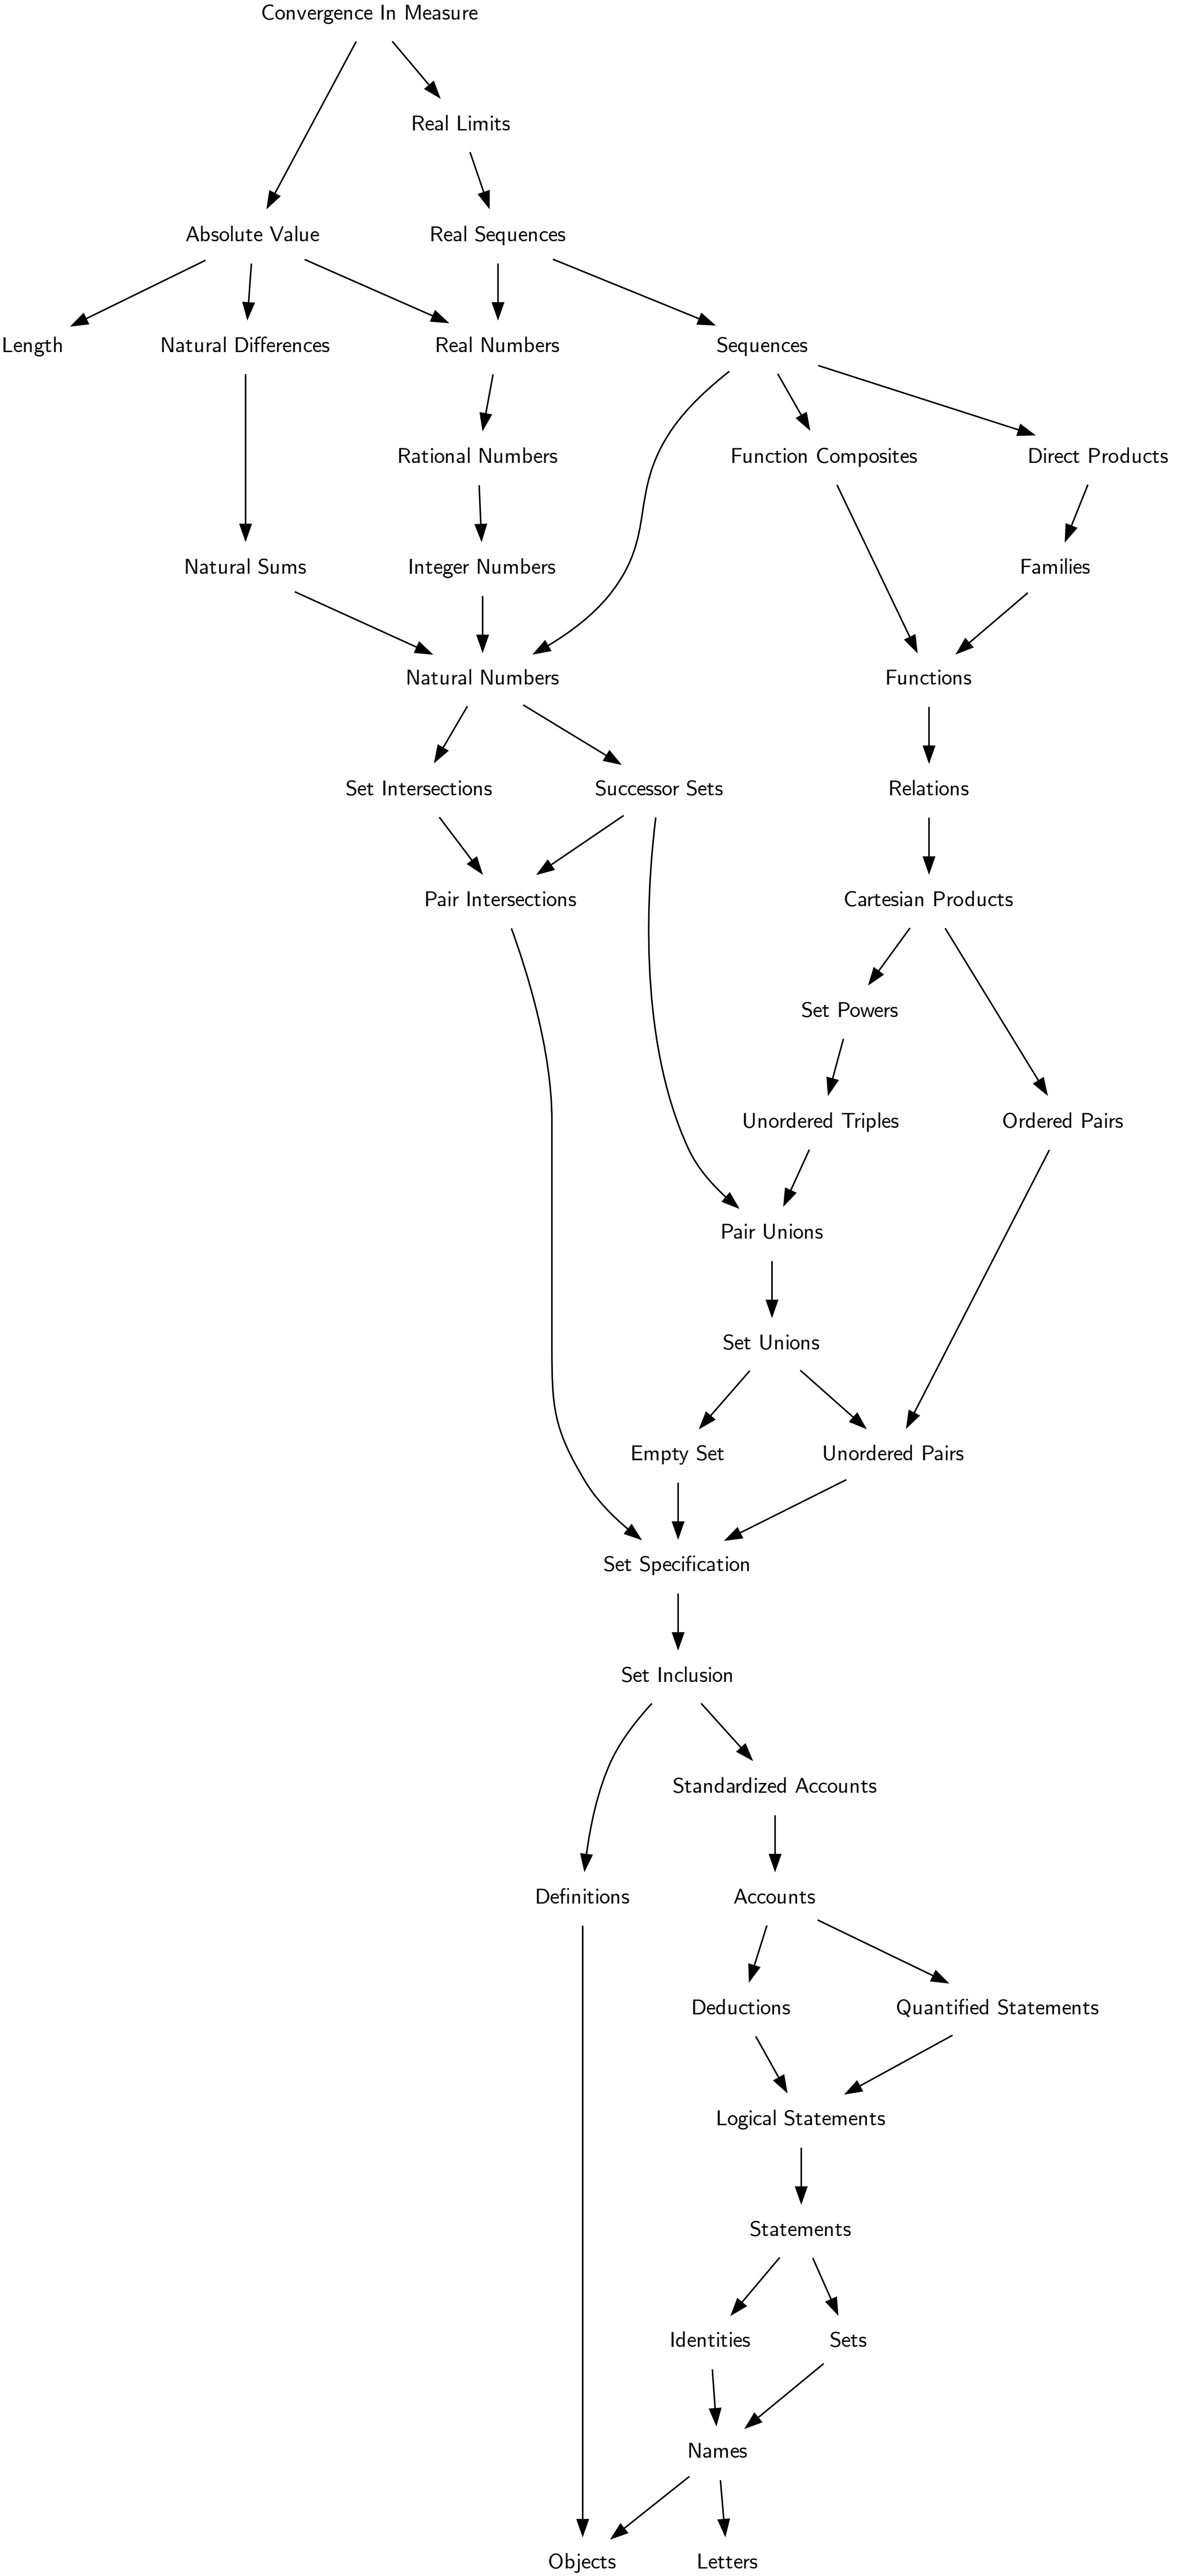 Convergence In Measure
Real Limits
Absolute Value
Real Sequences
Length
Natural Differences
Real Numbers
Sequences
Rational Numbers
Function Composites
Direct Products
Natural Sums
Integer Numbers
Families
Natural Numbers
Functions
Set Intersections
Successor Sets
Relations
Pair Intersections
Cartesian Products
Set Powers
Unordered Triples
Ordered Pairs
Pair Unions
Set Unions
Empty Set
Unordered Pairs
Set Specification
Set Inclusion
Standardized Accounts
Definitions
Accounts
Deductions
Quantified Statements
Logical Statements
Statements
Identities
Sets
Names
Objects
Letters